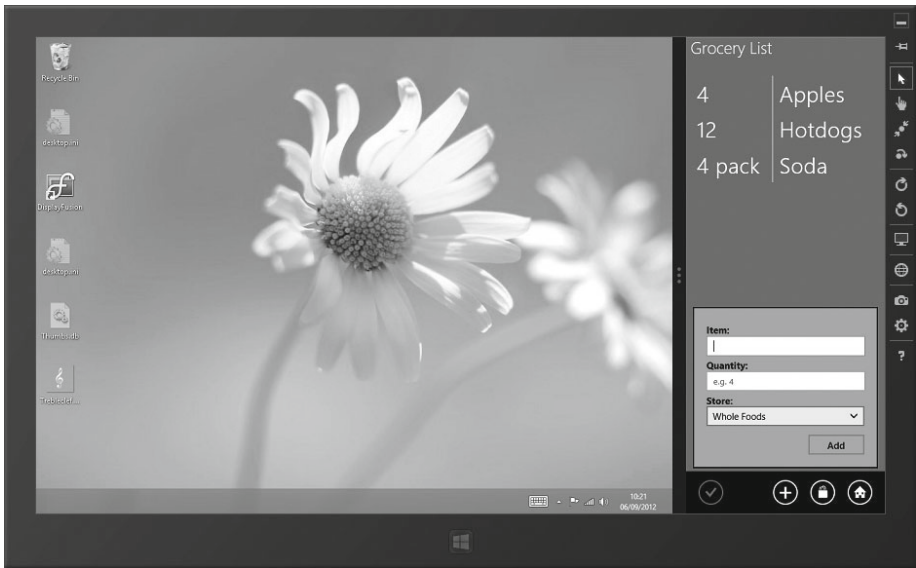 Recycle Bin
desktop.ini
DisplayFusion
desktop.ini
Thumbs.db
Grocery List
4 Apples
12 Hotdogs
4 pack Soda
Item:
Quantity:
e.g. 4
Store:
Whole Foods
Add
10:21
06/09/2012
?